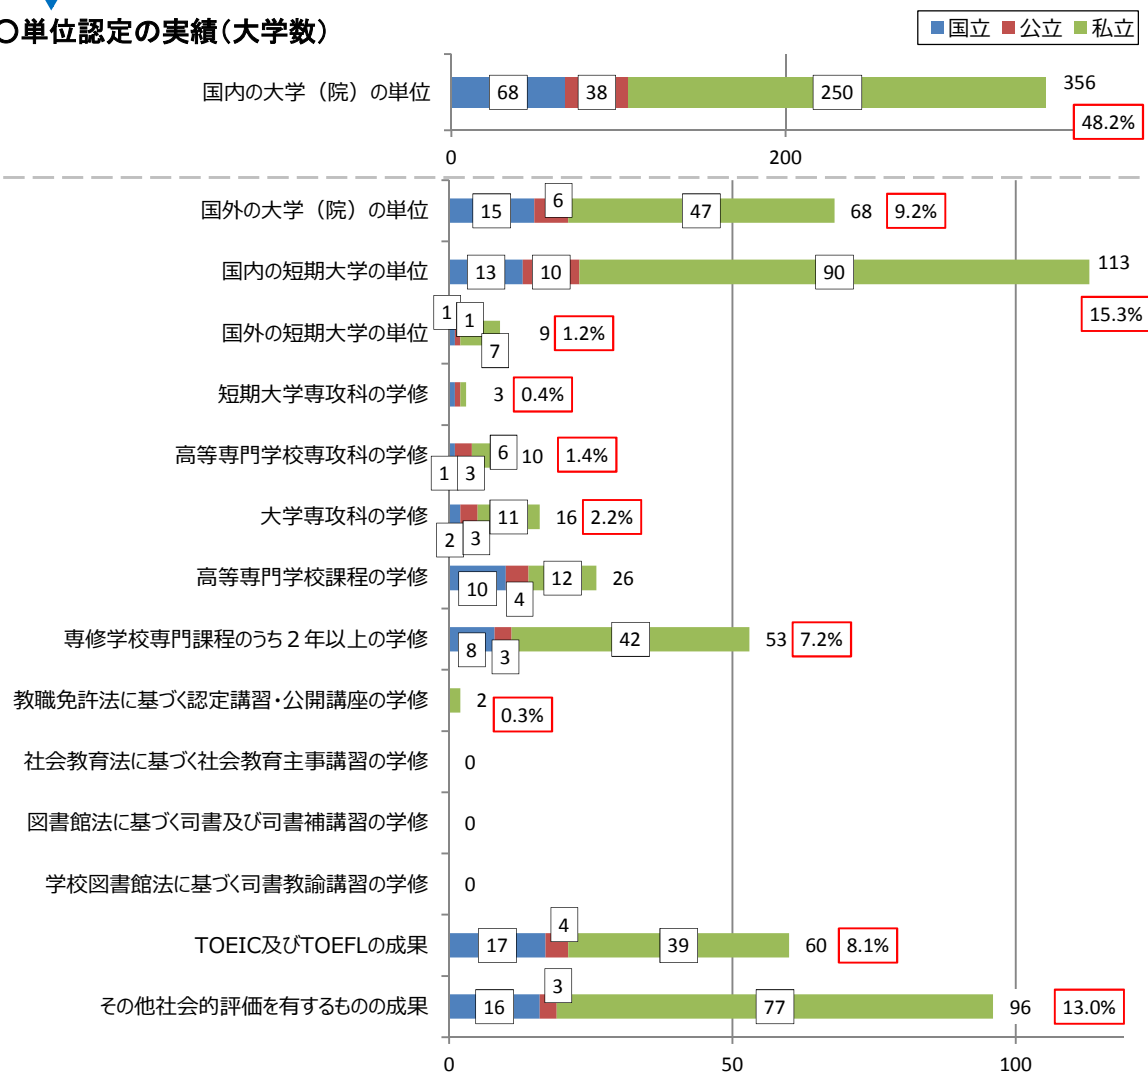 〇単位認定の実績(大学数)
国立 公立 私立
国内の大学（院）の単位 68 38 250 356
48.2%
0 200
国外の大学（院）の単位 15 6 47 68 9.2%
国内の短期大学の単位 13 10 90 113
15.3%
国外の短期大学の単位 1 1 7 9 1.2%
短期大学専攻科の学修 3 0.4%
高等専門学校専攻科の学修 1 3 6 10 1.4%
大学専攻科の学修 2 3 11 16 2.2%
高等専門学校課程の学修 10 4 12 26
専修学校専門課程のうち２年以上の学修 8 3 42 53 7.2%
教職免許法に基づく認定講習・公開講座の学修 2
0.3%
社会教育法に基づく社会教育主事講習の学修 0
図書館法に基づく司書及び司書補講習の学修 0
学校図書館法に基づく司書教諭講習の学修 0
TOEIC及びTOEFLの成果 17 4 39 60 8.1%
その他社会的評価を有するものの成果 16 3 77 96 13.0%
0 50 100